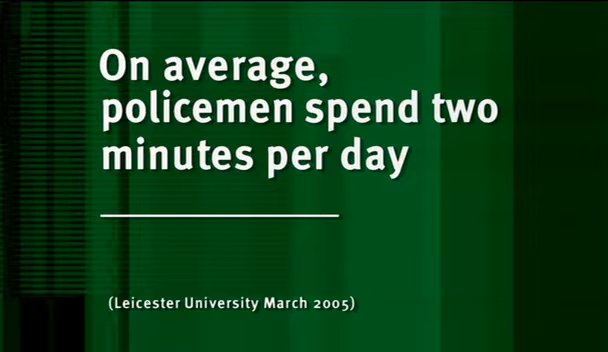 On average,
policemen spend two
minutes per day
(Leicester University March 2005)